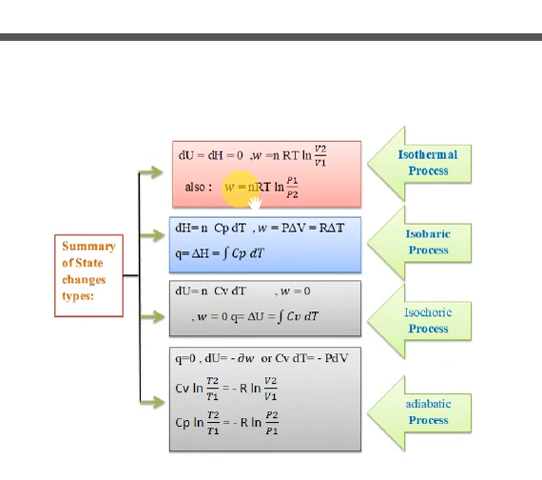 Summary
of State
changes
types:
dU = dH = 0 ,w =n RT ln V2/V1
also : w = nRT ln P1/P2
Isothermal
Process
dH= n Cp dT , w = PΔV = RΔT
q= ΔH = ∫ Cp dT
Isobaric
Process
dU= n Cv dT , w = 0
, w = 0 q= ΔU = ∫ Cv dT
Isochoric
Process
q=0 , dU= - ∂w or Cv dT= - PdV
Cv ln T2/T1 = - R ln V2/V1
Cp ln T2/T1 = - R ln P2/P1
adiabatic
Process